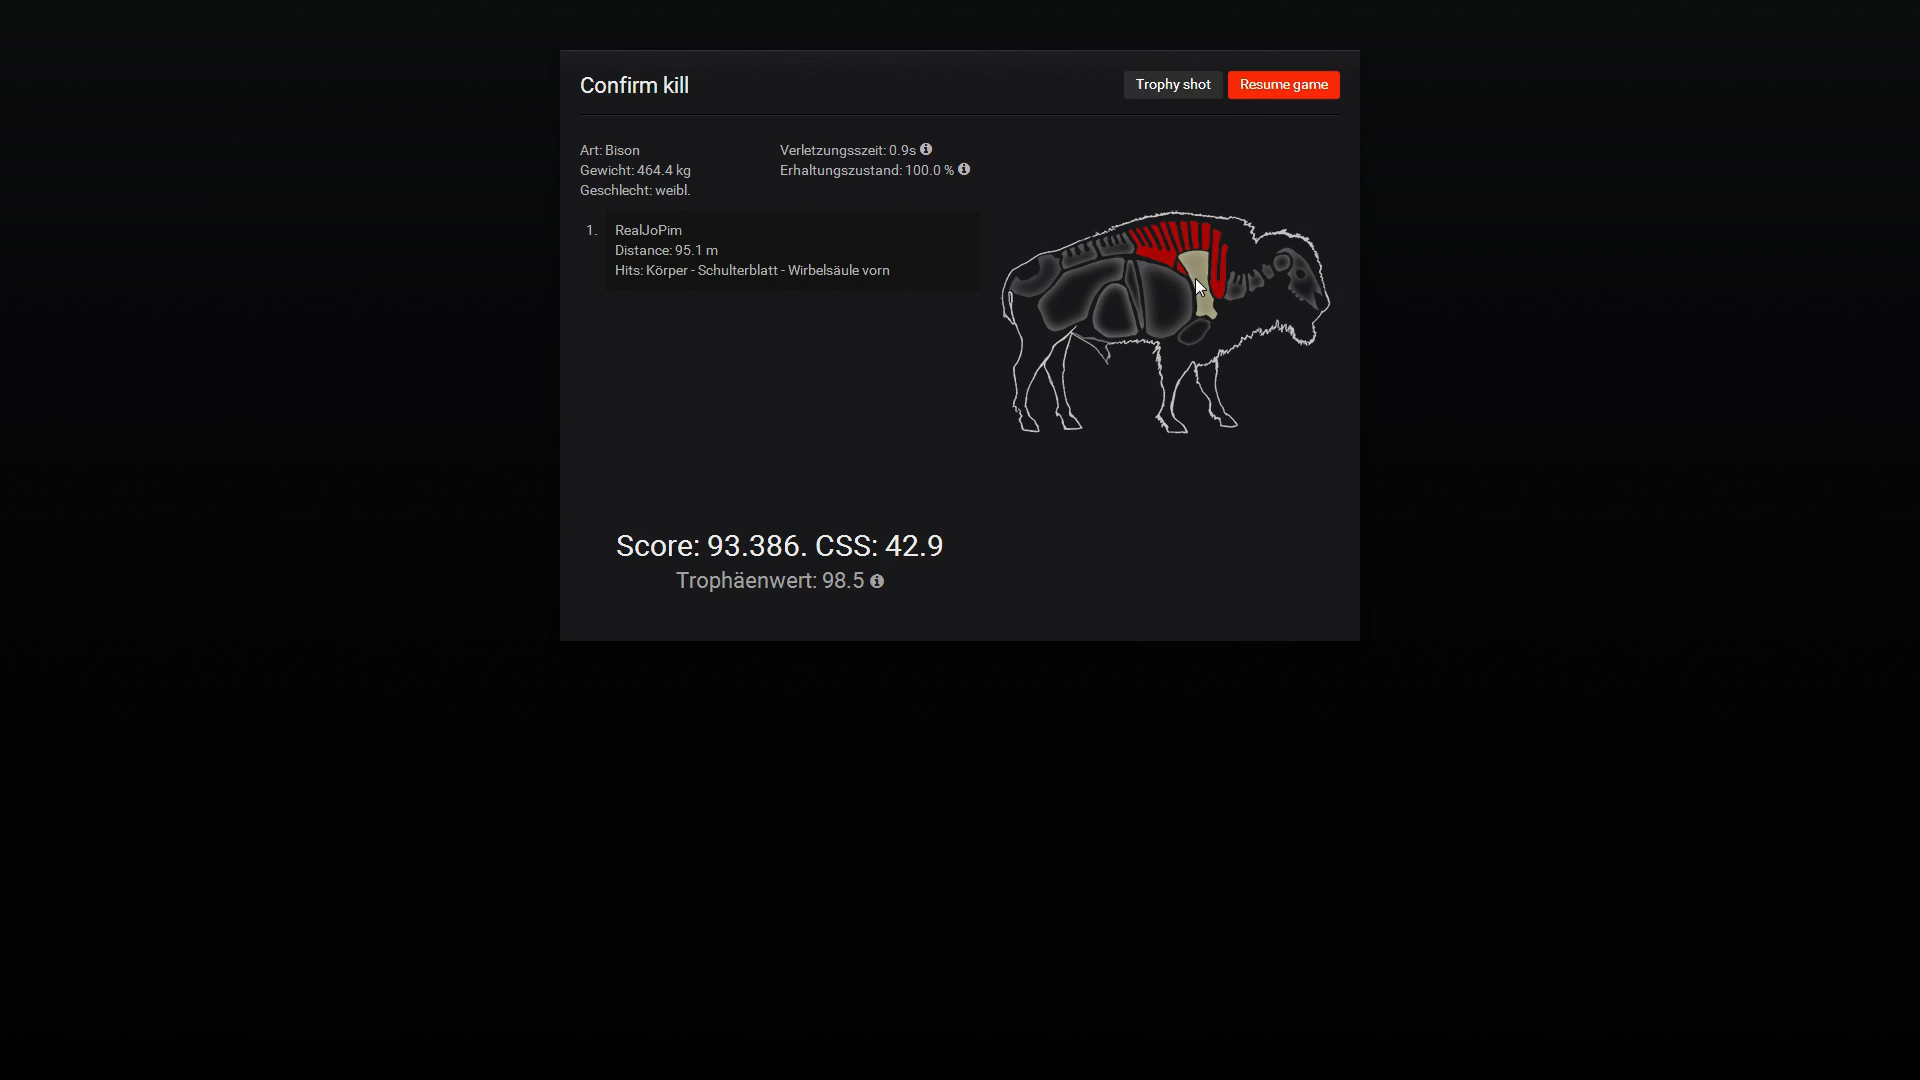 Confirm kill
Trophy shot
Resume game
Art: Bison
Gewicht: 464.4 kg
Geschlecht: weibl.
Verletzungsszeit: 0.9s
Erhaltungszustand: 100.0 %
1.
RealJoPim
Distance: 95.1 m
Hits: Körper - Schulterblatt - Wirbelsäule vorn
Score: 93.386. CSS: 42.9
Trophäenwert: 98.5